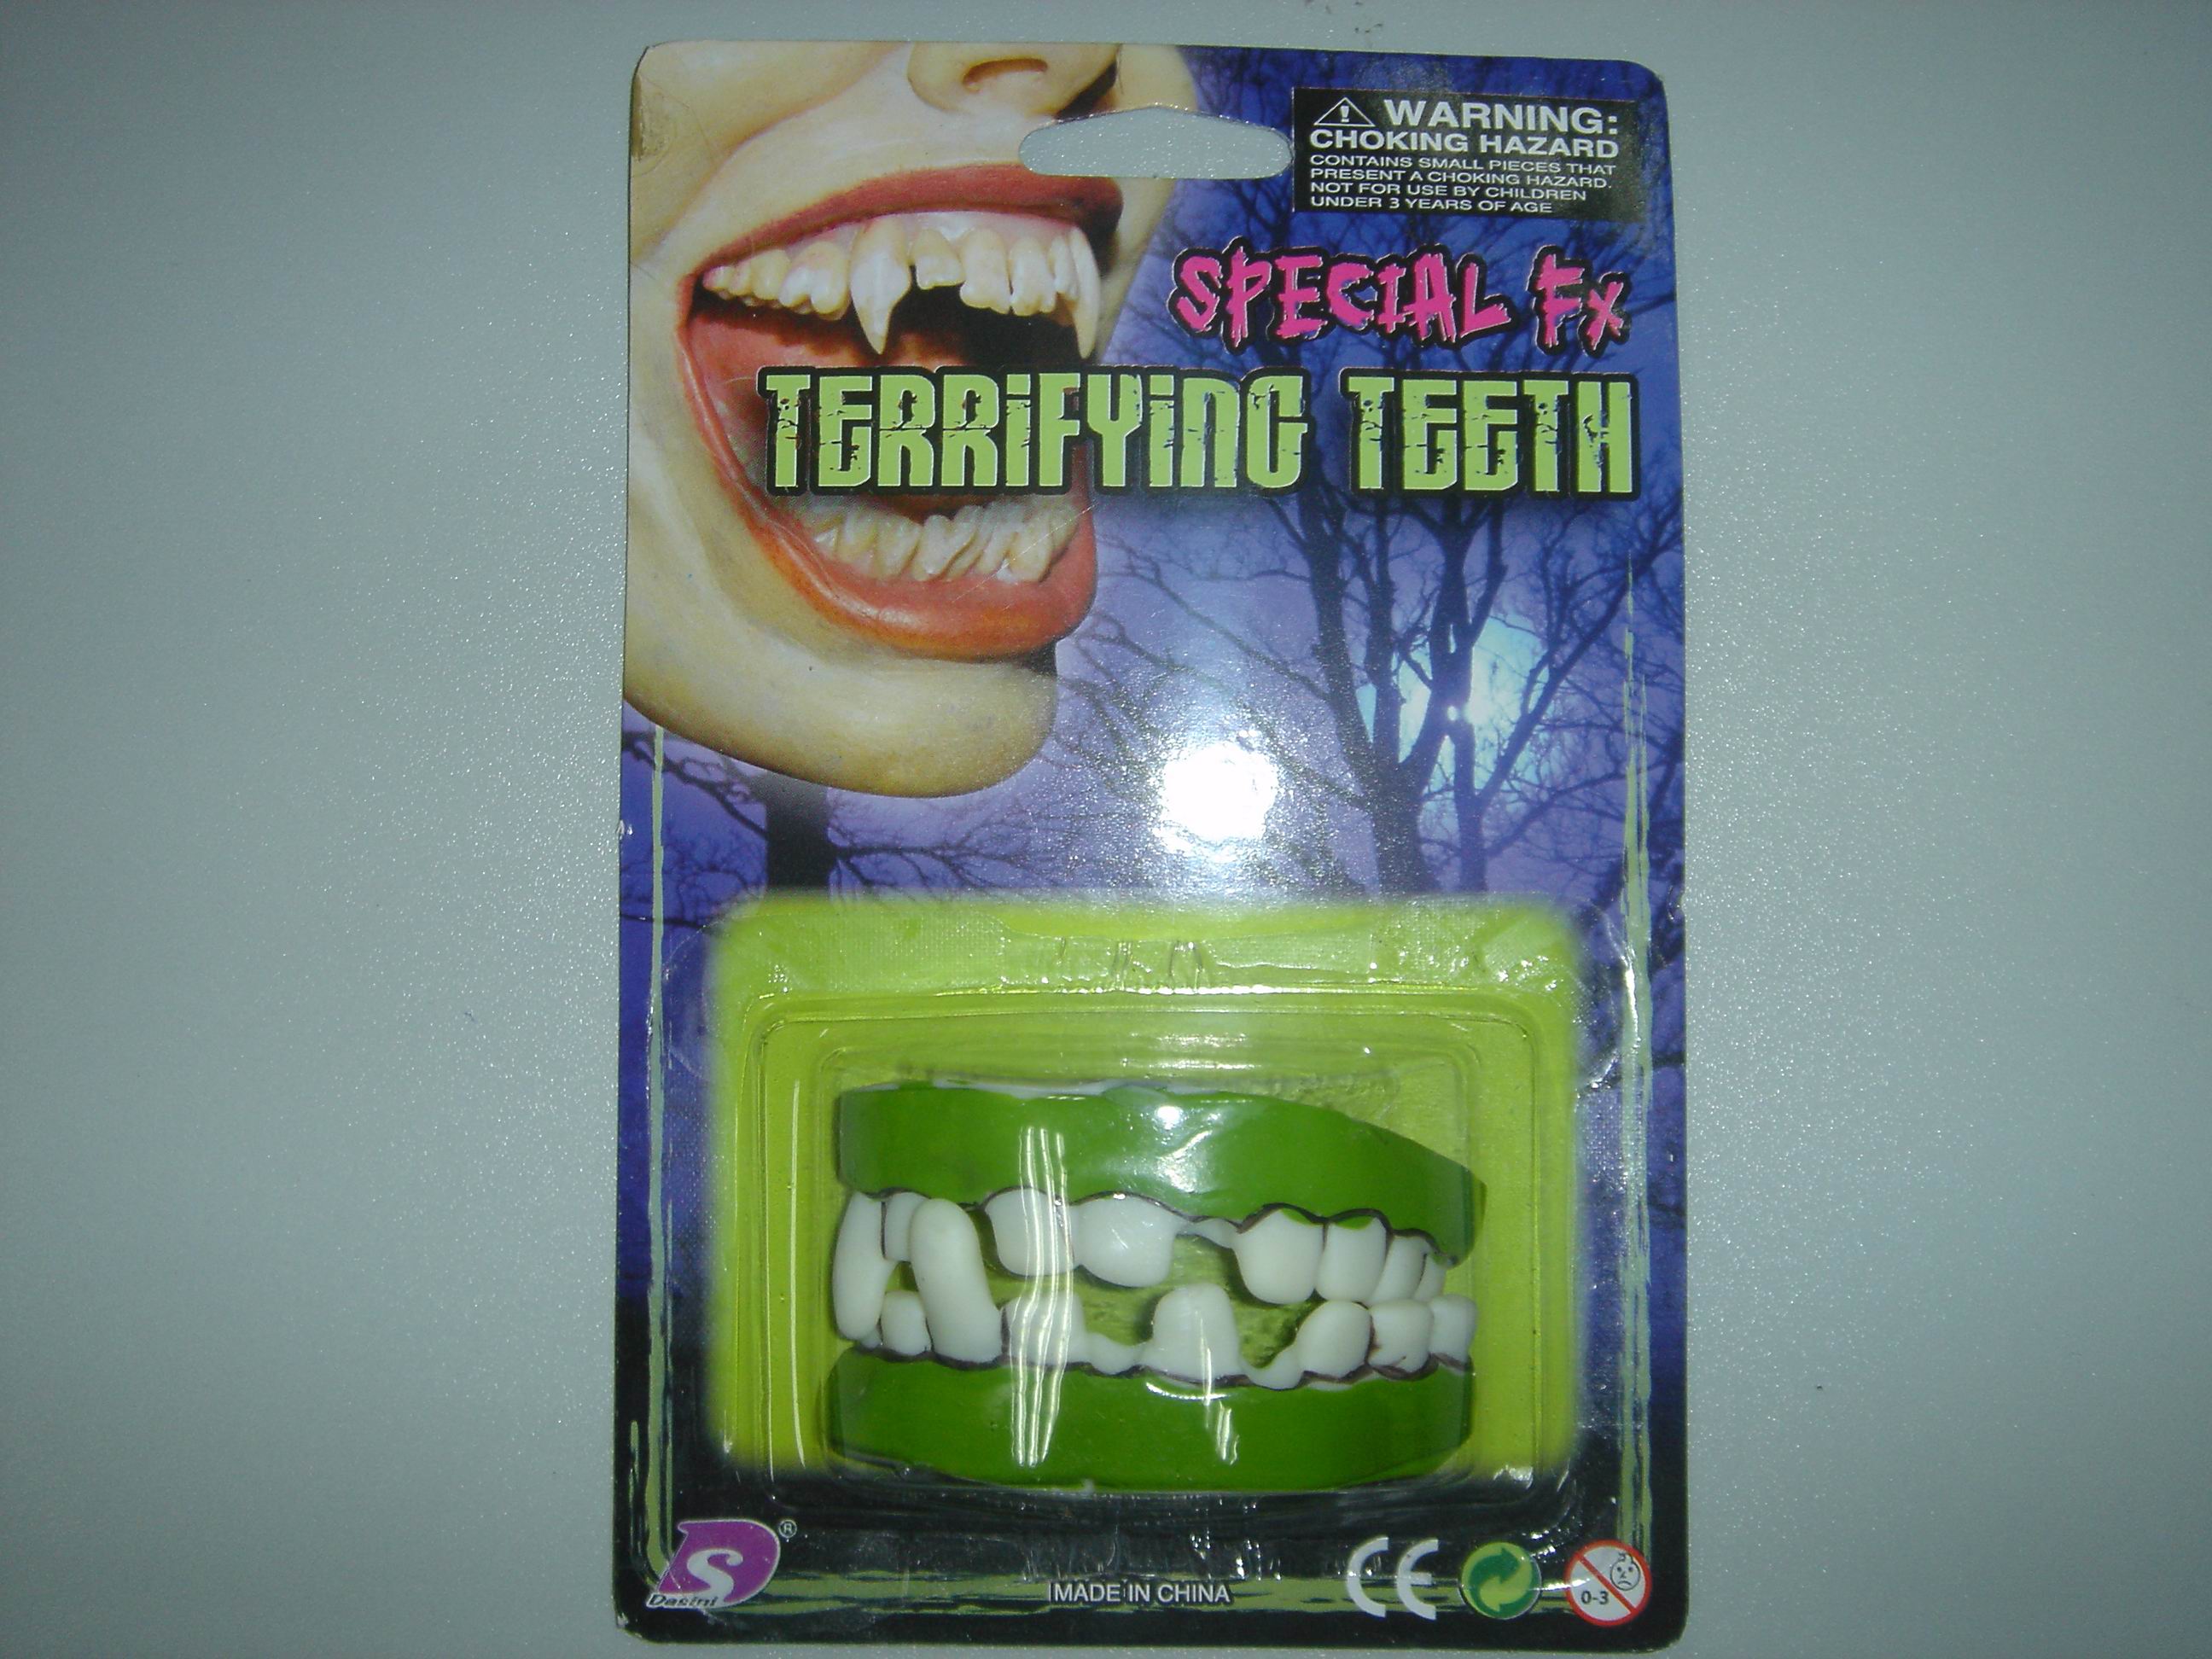 WARNING:
CHOKING HAZARD
CONTAINS SMALL PIECES THAT
PRESENT A CHOKING HAZARD.
NOT FOR USE BY CHILDREN
UNDER 3 YEARS OF AGE
SPECIAL FX
TERRIFYING TEETH
DS®
Dasini
MADE IN CHINA
CE
0-3